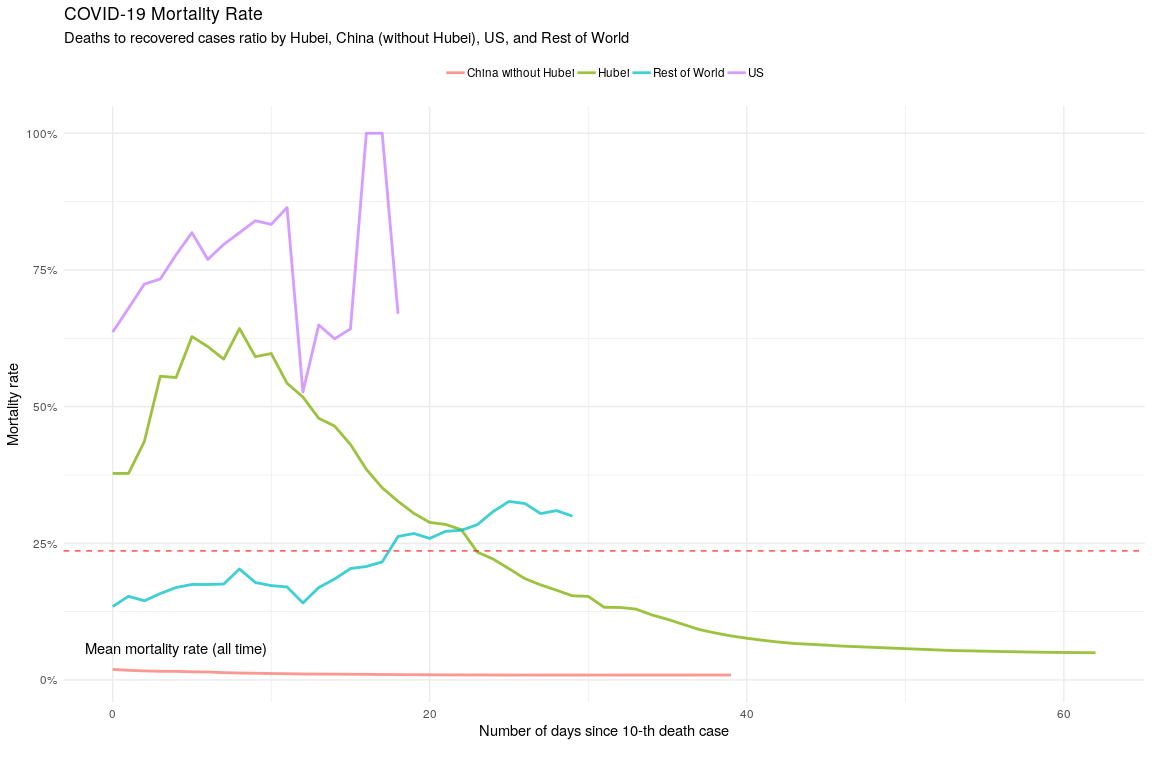 COVID-19 Mortality Rate
Deaths to recovered cases ratio by Hubei, China (without Hubei), US, and Rest of World
China without Hubei Hubei Rest of World US
100%
75%
50%
25%
0%
Mortality rate
Mean mortality rate (all time)
0 20 40 60
Number of days since 10-th death case